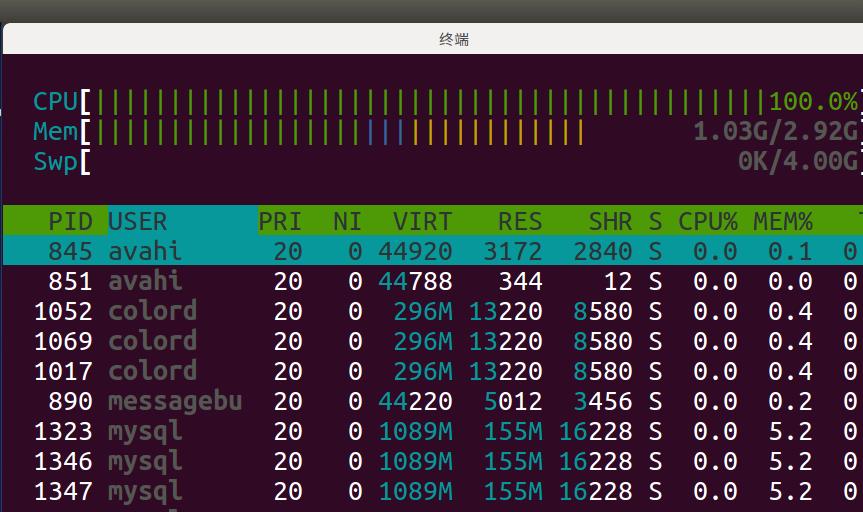 终端
CPU[||||||||||||||||||||||||||||||||||||||||||||||100.0%]
Mem[|||||||||||||||||||||||||||||||||     1.03G/2.92G]
Swp[     0K/4.00G]
PID USER PRI NI VIRT RES SHR S CPU% MEM%
845 avahi 20 0 44920 3172 2840 S 0.0 0.1 0
851 avahi 20 0 44788 344 12 S 0.0 0.0 0
1052 colord 20 0 296M 13220 8580 S 0.0 0.4 0
1069 colord 20 0 296M 13220 8580 S 0.0 0.4 0
1017 colord 20 0 296M 13220 8580 S 0.0 0.4 0
890 messagebu 20 0 44220 5012 3456 S 0.0 0.2 0
1323 mysql 20 0 1089M 155M 16228 S 0.0 5.2 0
1346 mysql 20 0 1089M 155M 16228 S 0.0 5.2 0
1347 mysql 20 0 1089M 155M 16228 S 0.0 5.2 0